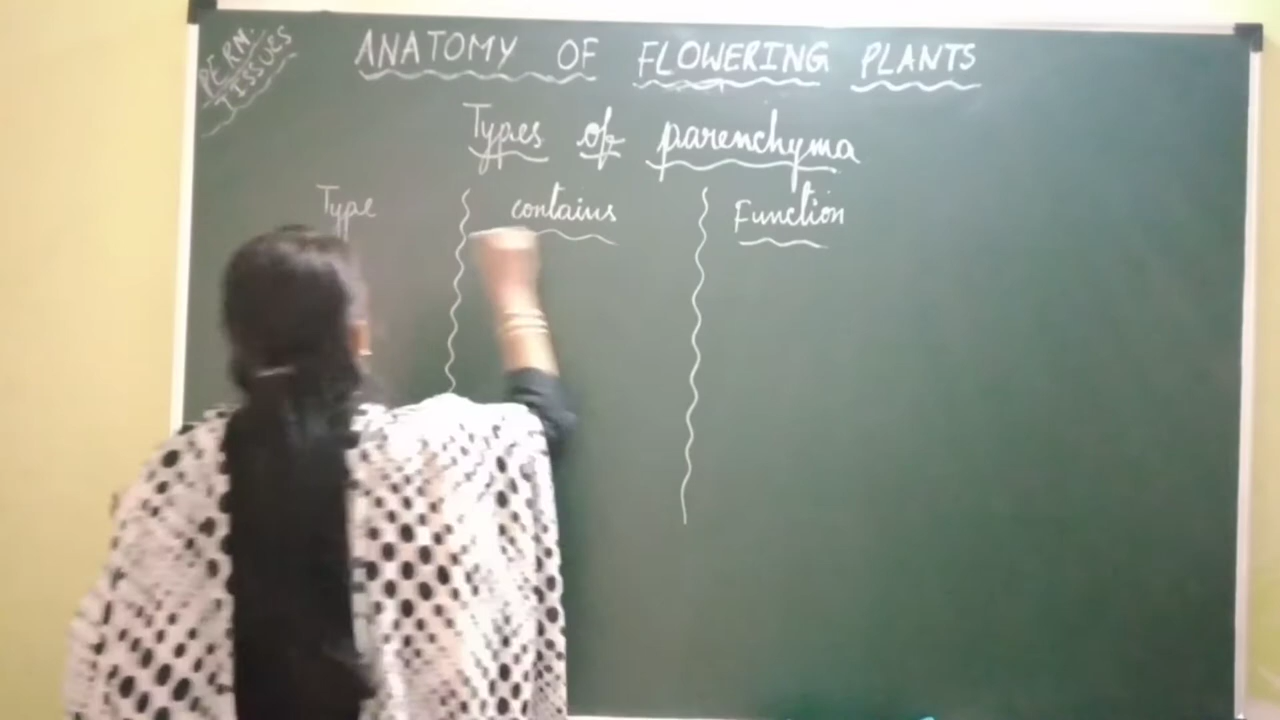 PERM.
TISSUES
ANATOMY OF FLOWERING PLANTS
Types of parenchyma
Type contains Function